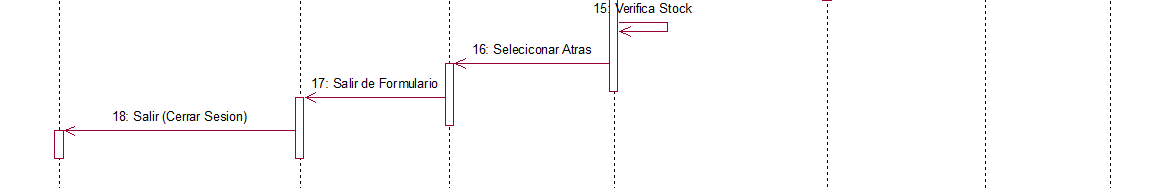 15: Verifica Stock
16: Seleciconar Atras
17: Salir de Formulario
18: Salir (Cerrar Sesion)